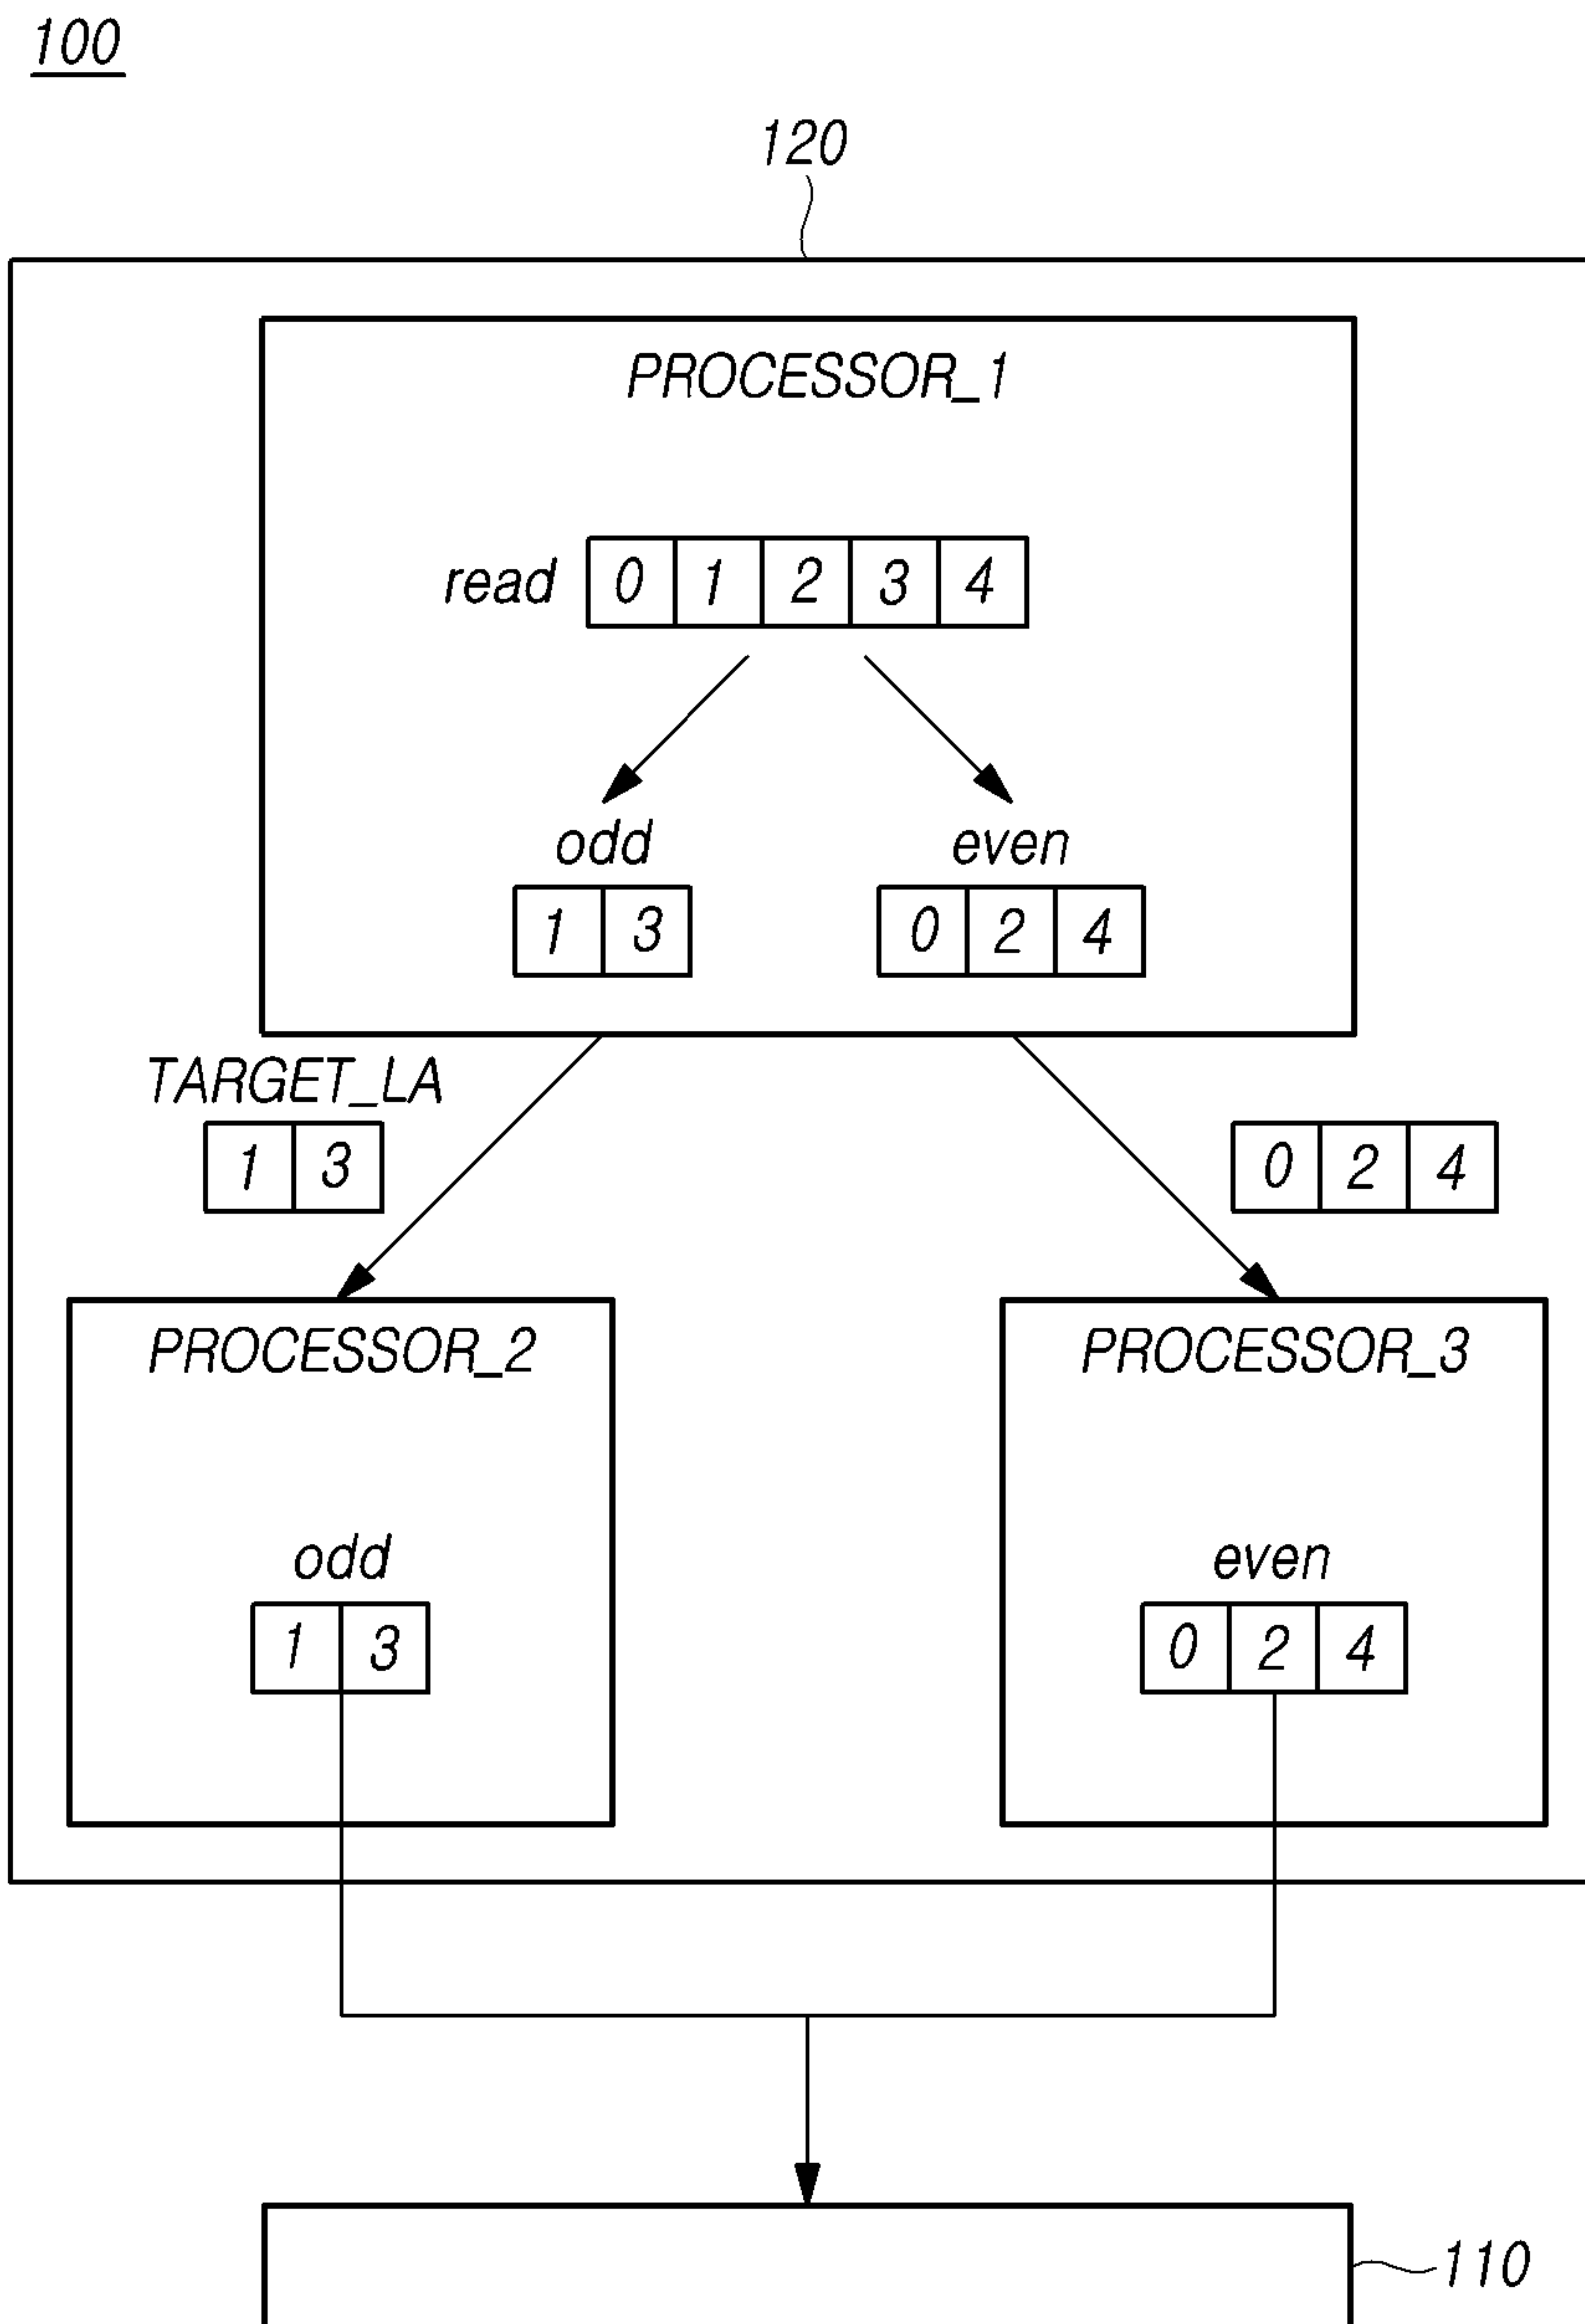 100
120
PROCESSOR_1
read 0 1 2 3 4
odd even
1 3 0 2 4
TARGET_LA
1 3 0 2 4
PROCESSOR_2 PROCESSOR_3
odd even
1 3 0 2 4
110